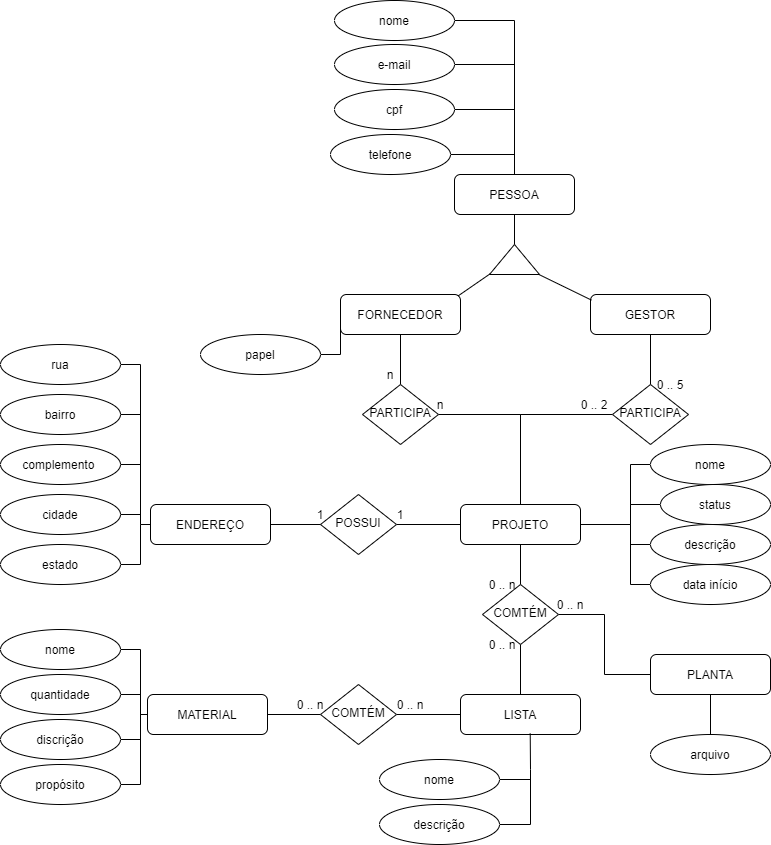 nome
e-mail
cpf
telefone
PESSOA
FORNECEDOR
GESTOR
papel
rua
n
0 .. 5
bairro
PARTICIPA
n
0 .. 2
PARTICIPA
complemento
nome
cidade
status
ENDEREÇO
1
POSSUI
1
PROJETO
descrição
estado
data início
0 .. n
COMTÉM
0 .. n
0 .. n
nome
PLANTA
quantidade
MATERIAL
0 .. n
COMTÉM
0 .. n
LISTA
discrição
arquivo
propósito
nome
descrição